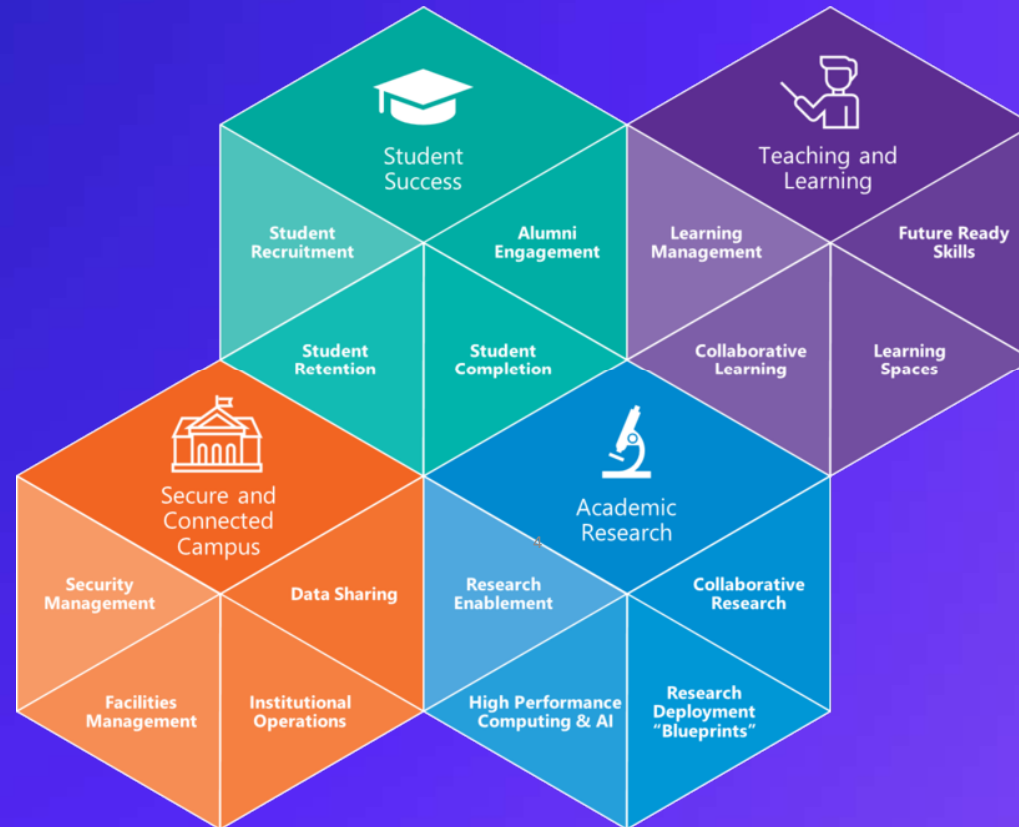 Student
Success
Student
Recruitment
Alumni
Engagement
Student
Retention
Student
Completion
Teaching and
Learning
Learning
Management
Future Ready
Skills
Collaborative
Learning
Learning
Spaces
Secure and
Connected
Campus
Security
Management
Data Sharing
Facilities
Management
Institutional
Operations
Academic
Research
Research
Enablement
Collaborative
Research
High Performance
Computing & AI
Research
Deployment
“Blueprints”